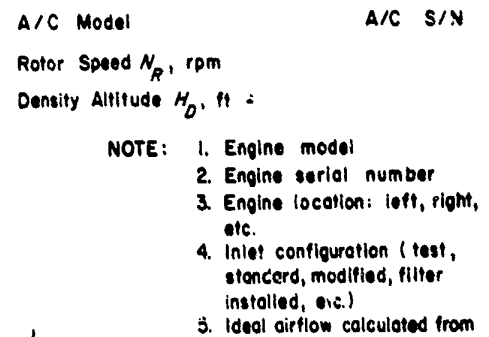 A/C Model A/C S/N
Rotor Speed N_R, rpm
Density Altitude H_D, ft =
NOTE: 1. Engine model
2. Engine serial number
3. Engine location: left, right,
etc.
4. Inlet configuration (test,
standard, modified, filter
installed, etc.)
5. Ideal airflow calculated from